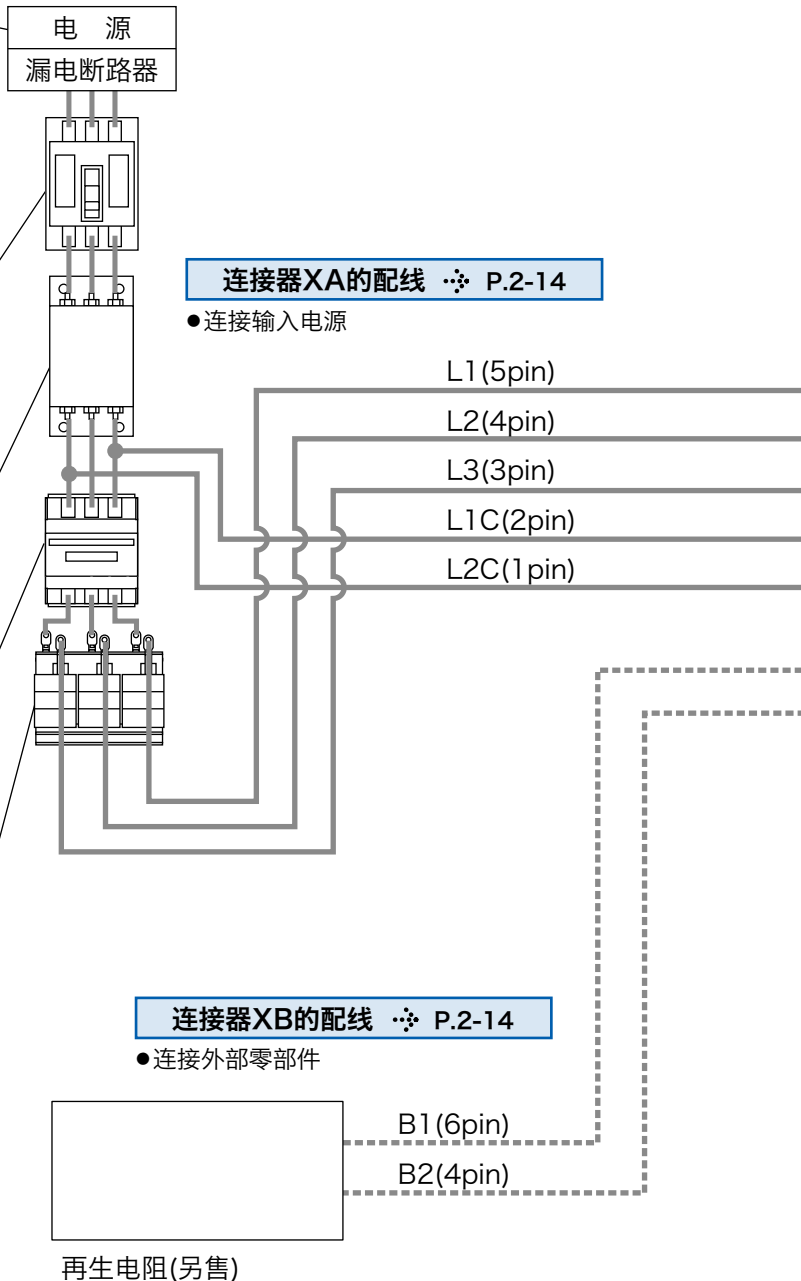 电 源
漏电断路器
连接器XA的配线 P.2-14
●连接输入电源
L1(5pin)
L2(4pin)
L3(3pin)
L1C(2pin)
L2C(1pin)
连接器XB的配线 P.2-14
●连接外部零部件
B1(6pin)
B2(4pin)
再生电阻(另售)